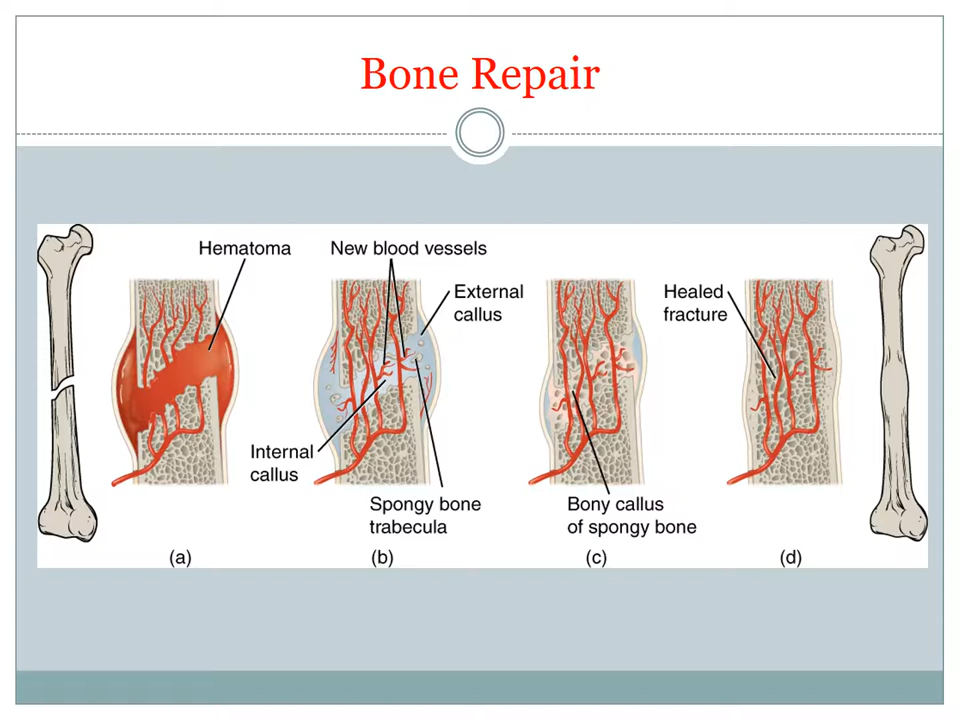 Bone Repair
Hematoma
New blood vessels
External
callus
Healed
fracture
Internal
callus
Spongy bone
trabecula
Bony callus
of spongy bone
(a)
(b)
(c)
(d)